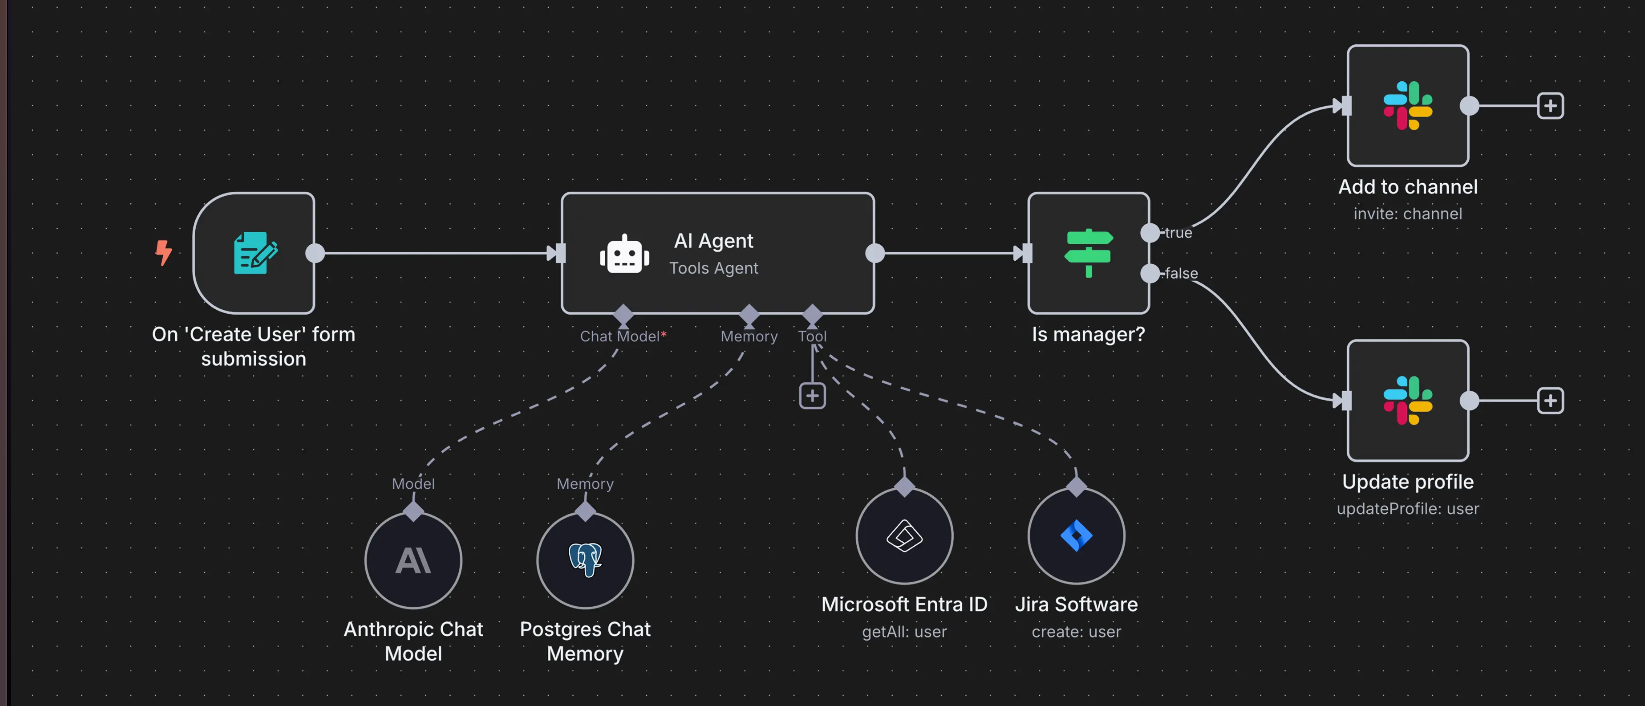 Add to channel
invite: channel
On 'Create User' form
submission
AI Agent
Tools Agent
Chat Model*
Memory
Tool
true
false
Is manager?
Update profile
updateProfile: user
Model
Memory
Anthropic Chat
Model
Postgres Chat
Memory
Microsoft Entra ID
getAll: user
Jira Software
create: user